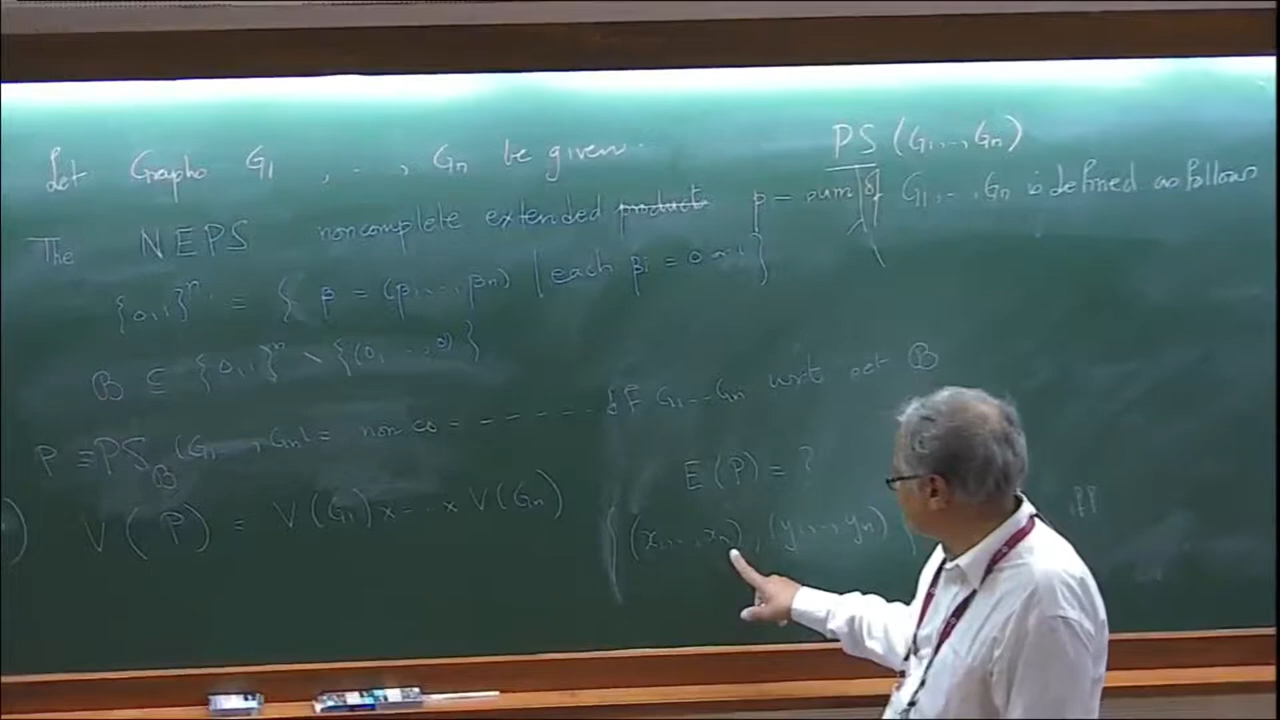 Let Graphs G₁, ..., Gₙ be given. PS (G₁, .., Gₙ)
The NEPS noncomplete extended ~~product~~ p – sum of G₁, .., Gₙ is defined as follows
{0,1}ⁿ = { β = (β₁, .., βₙ) | each βᵢ = 0 or 1 }
𝔹 ⊆ {0,1}ⁿ \ {(0, .., 0)}
P ≡ PS_𝔹 (G₁, .., Gₙ) = non co = – – – – – of G₁ .. Gₙ wrt set 𝔹
V(P) = V(G₁) x ... x V(Gₙ) E(P) = ?
{(x₁, .., xₙ), (y₁, .., yₙ) iff